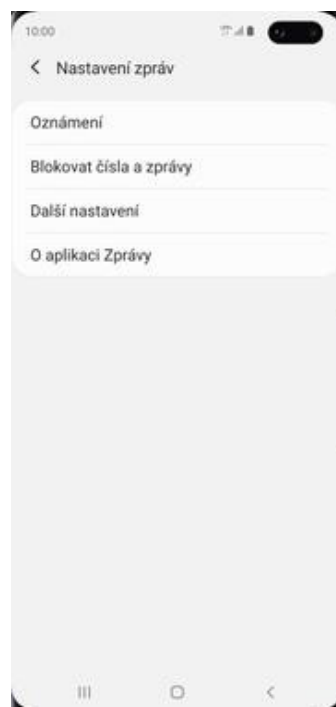 10:00
Nastavení zpráv
Oznámení
Blokovat čísla a zprávy
Další nastavení
O aplikaci Zprávy